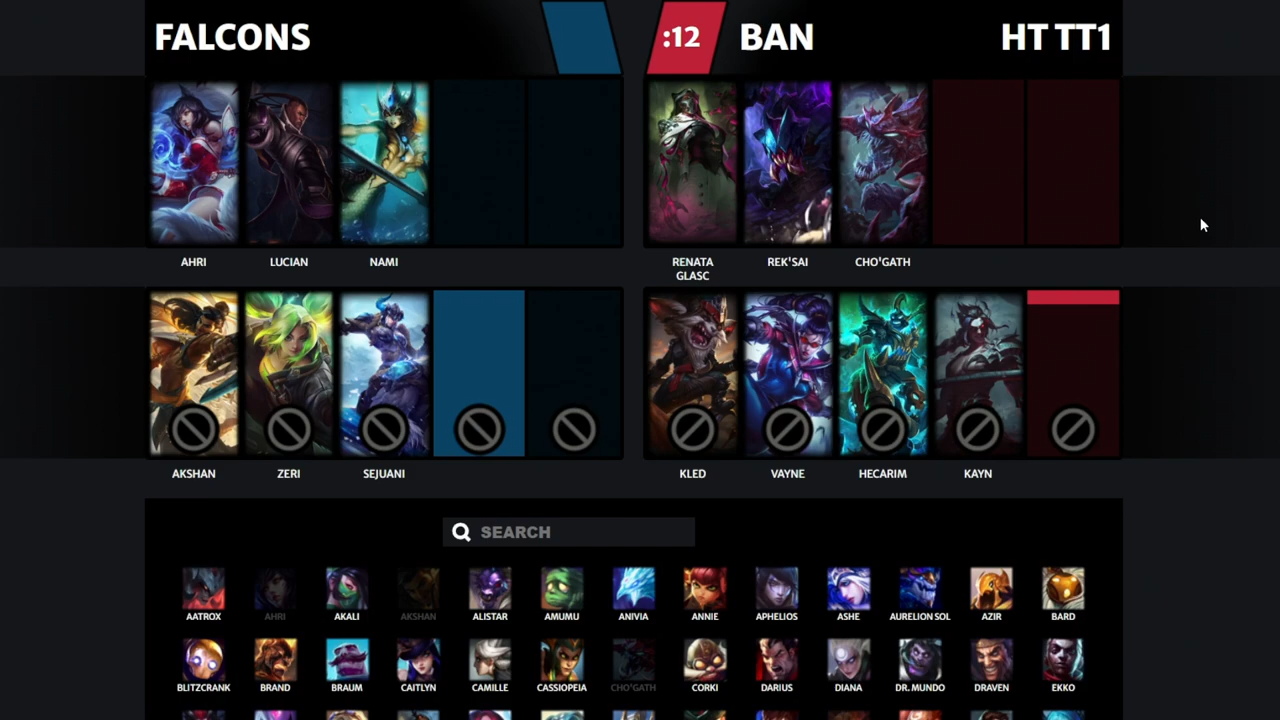 FALCONS
:12 BAN
HT TT1
AHRI LUCIAN NAMI
RENATA GLASC REK'SAI CHO'GATH
AKSHAN ZERI SEJUANI
KLED VAYNE HECARIM KAYN
SEARCH
AATROX AHRI AKALI AKSHAN ALISTAR AMUMU ANIVIA ANNIE APHELIOS ASHE AURELION SOL AZIR BARD
BLITZCRANK BRAND BRAUM CAITLYN CAMILLE CASSIOPEIA CHO'GATH CORKI DARIUS DIANA DR. MUNDO DRAVEN EKKO